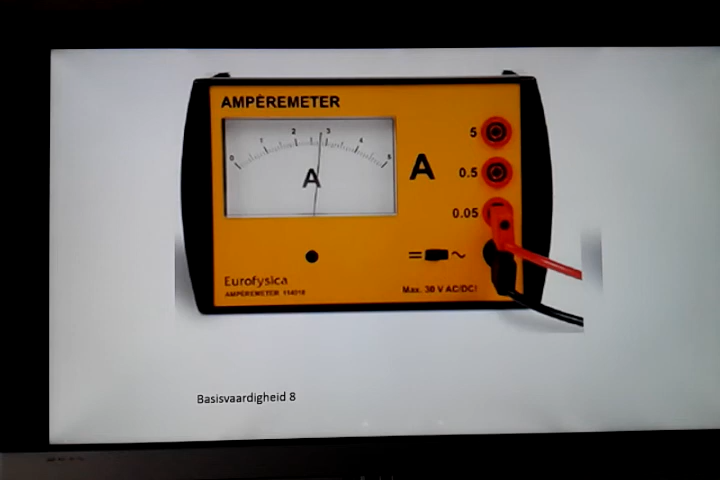 AMPÈREMETER
0 1 2 3 4 5
A
A
5
0.5
0.05
= ~
Eurofysica
AMPEREMETER 114018
Max. 30 V AC/DC!
Basisvaardigheid 8